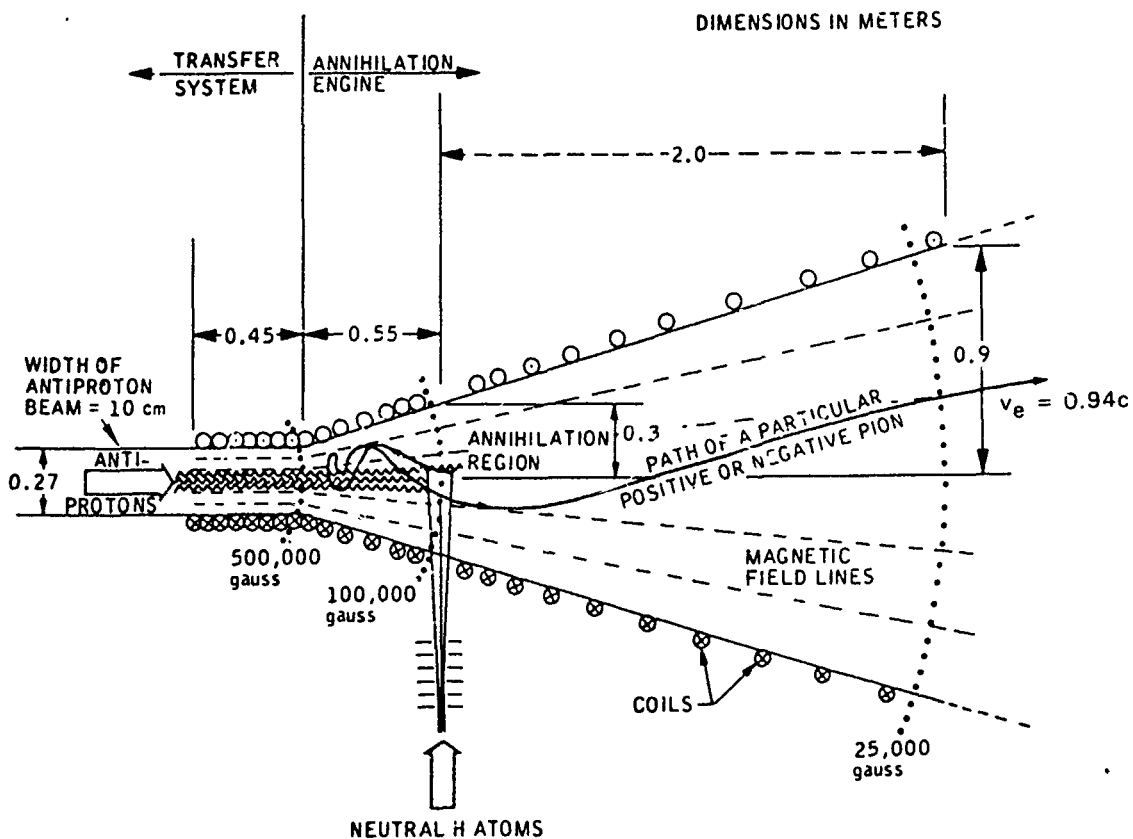 DIMENSIONS IN METERS
TRANSFER
SYSTEM
ANNIHILATION
ENGINE
2.0
0.45
0.55
WIDTH OF
ANTIPROTON
BEAM = 10 cm
0.9
v_e = 0.94c
0.3
ANNIHILATION
REGION
PATH OF A PARTICULAR
POSITIVE OR NEGATIVE PION
ANTI-
PROTONS
0.27
500,000
gauss
100,000
gauss
MAGNETIC
FIELD LINES
COILS
25,000
gauss
NEUTRAL H ATOMS